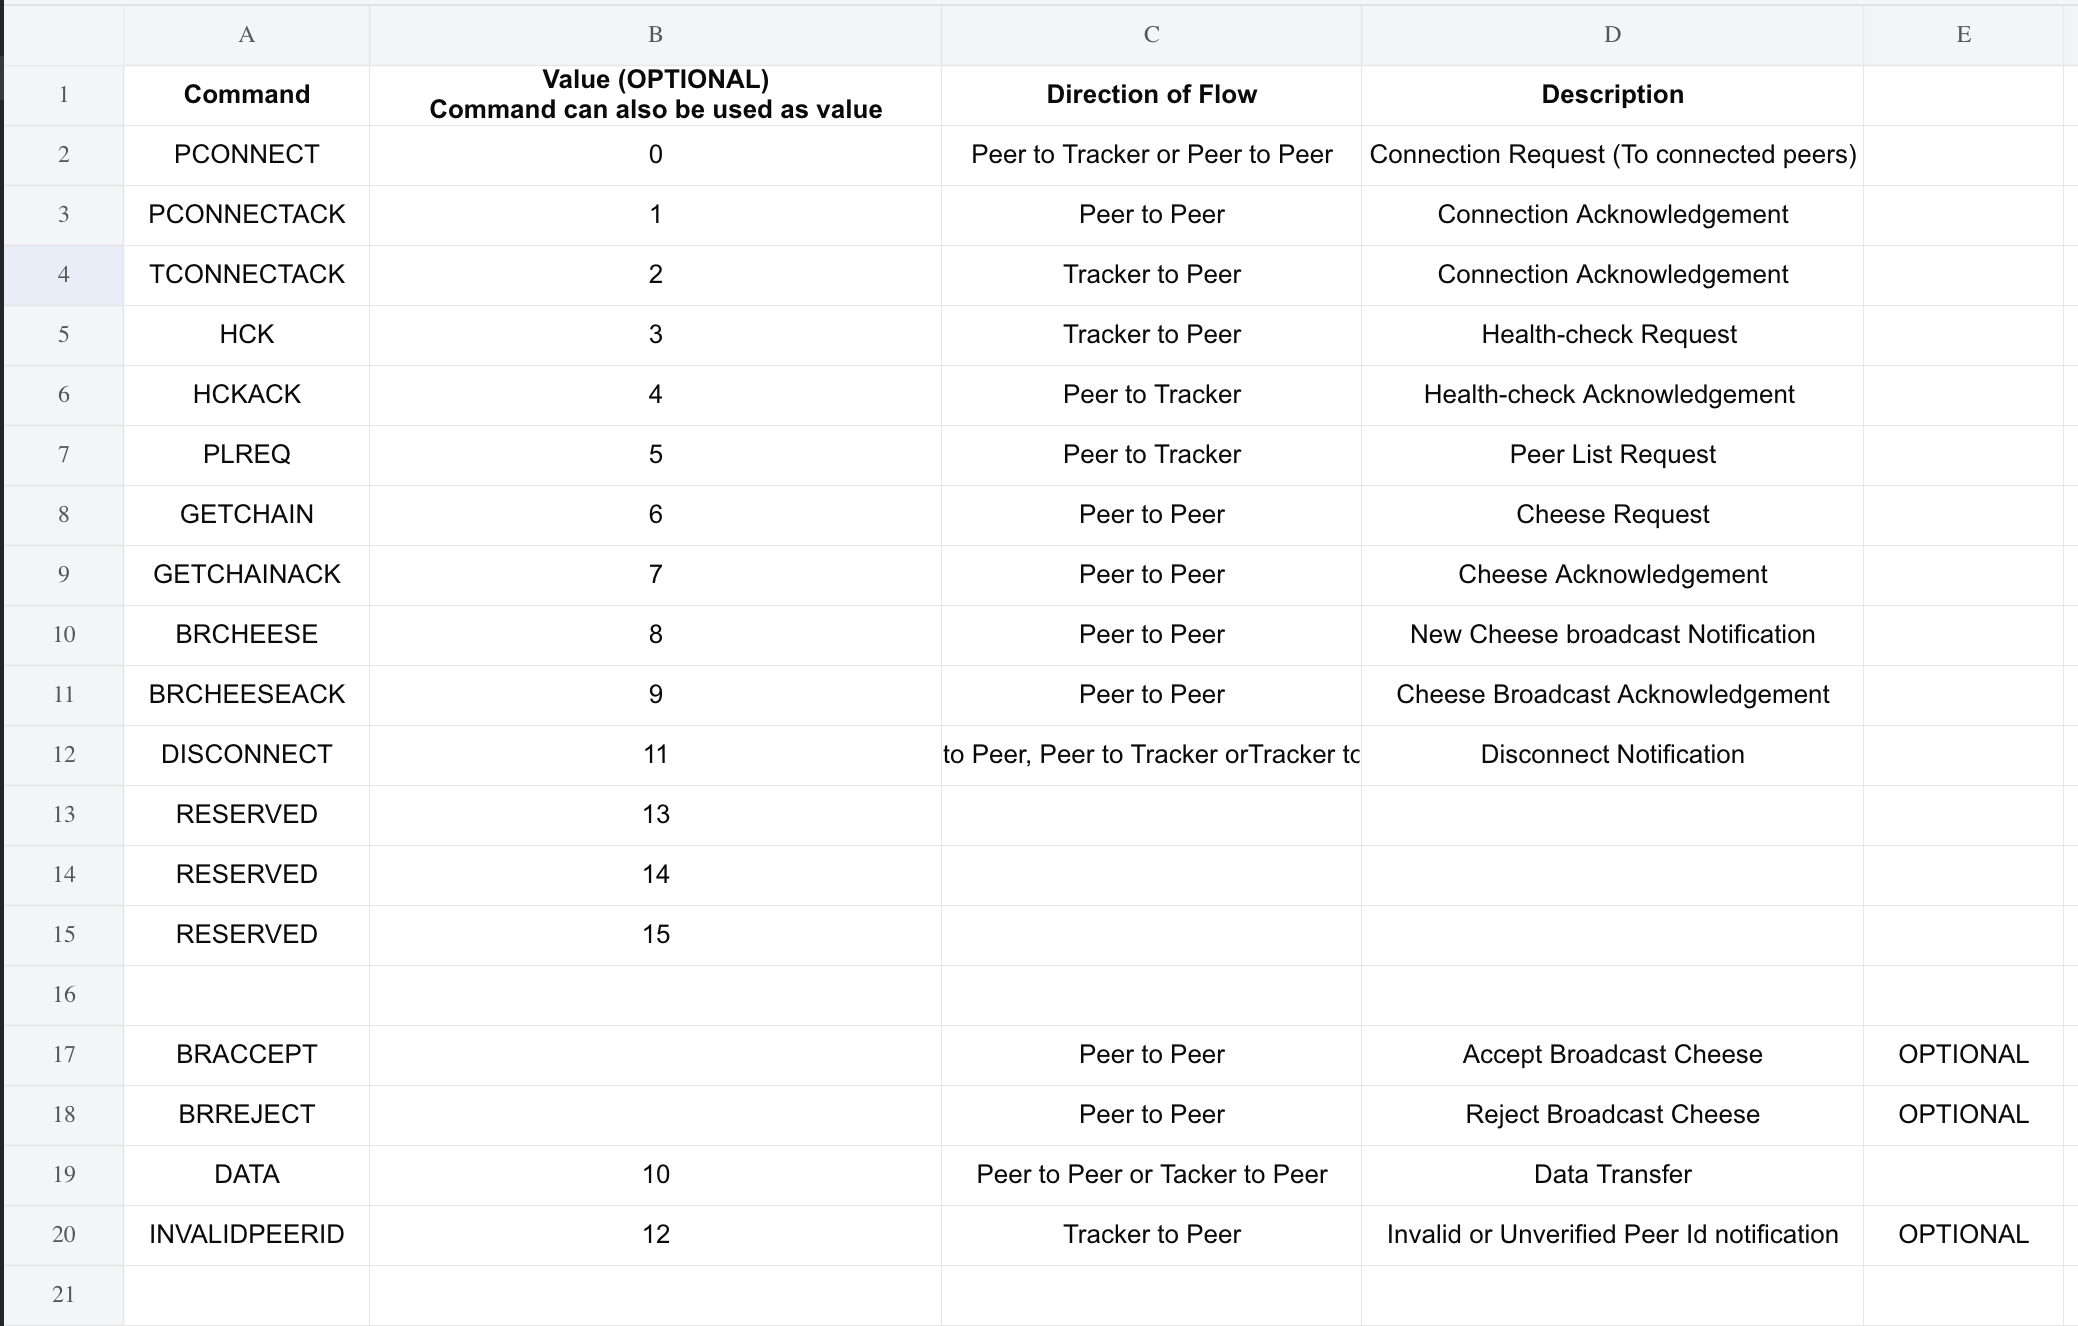 A B C D E
1 Command Value (OPTIONAL) Direction of Flow Description
Command can also be used as value
2 PCONNECT 0 Peer to Tracker or Peer to Peer Connection Request (To connected peers)
3 PCONNECTACK 1 Peer to Peer Connection Acknowledgement
4 TCONNECTACK 2 Tracker to Peer Connection Acknowledgement
5 HCK 3 Tracker to Peer Health-check Request
6 HCKACK 4 Peer to Tracker Health-check Acknowledgement
7 PLREQ 5 Peer to Tracker Peer List Request
8 GETCHAIN 6 Peer to Peer Cheese Request
9 GETCHAINACK 7 Peer to Peer Cheese Acknowledgement
10 BRCHEESE 8 Peer to Peer New Cheese broadcast Notification
11 BRCHEESEACK 9 Peer to Peer Cheese Broadcast Acknowledgement
12 DISCONNECT 11 to Peer, Peer to Tracker orTracker to Disconnect Notification
13 RESERVED 13
14 RESERVED 14
15 RESERVED 15
16
17 BRACCEPT Peer to Peer Accept Broadcast Cheese OPTIONAL
18 BRREJECT Peer to Peer Reject Broadcast Cheese OPTIONAL
19 DATA 10 Peer to Peer or Tacker to Peer Data Transfer
20 INVALIDPEERID 12 Tracker to Peer Invalid or Unverified Peer Id notification OPTIONAL
21